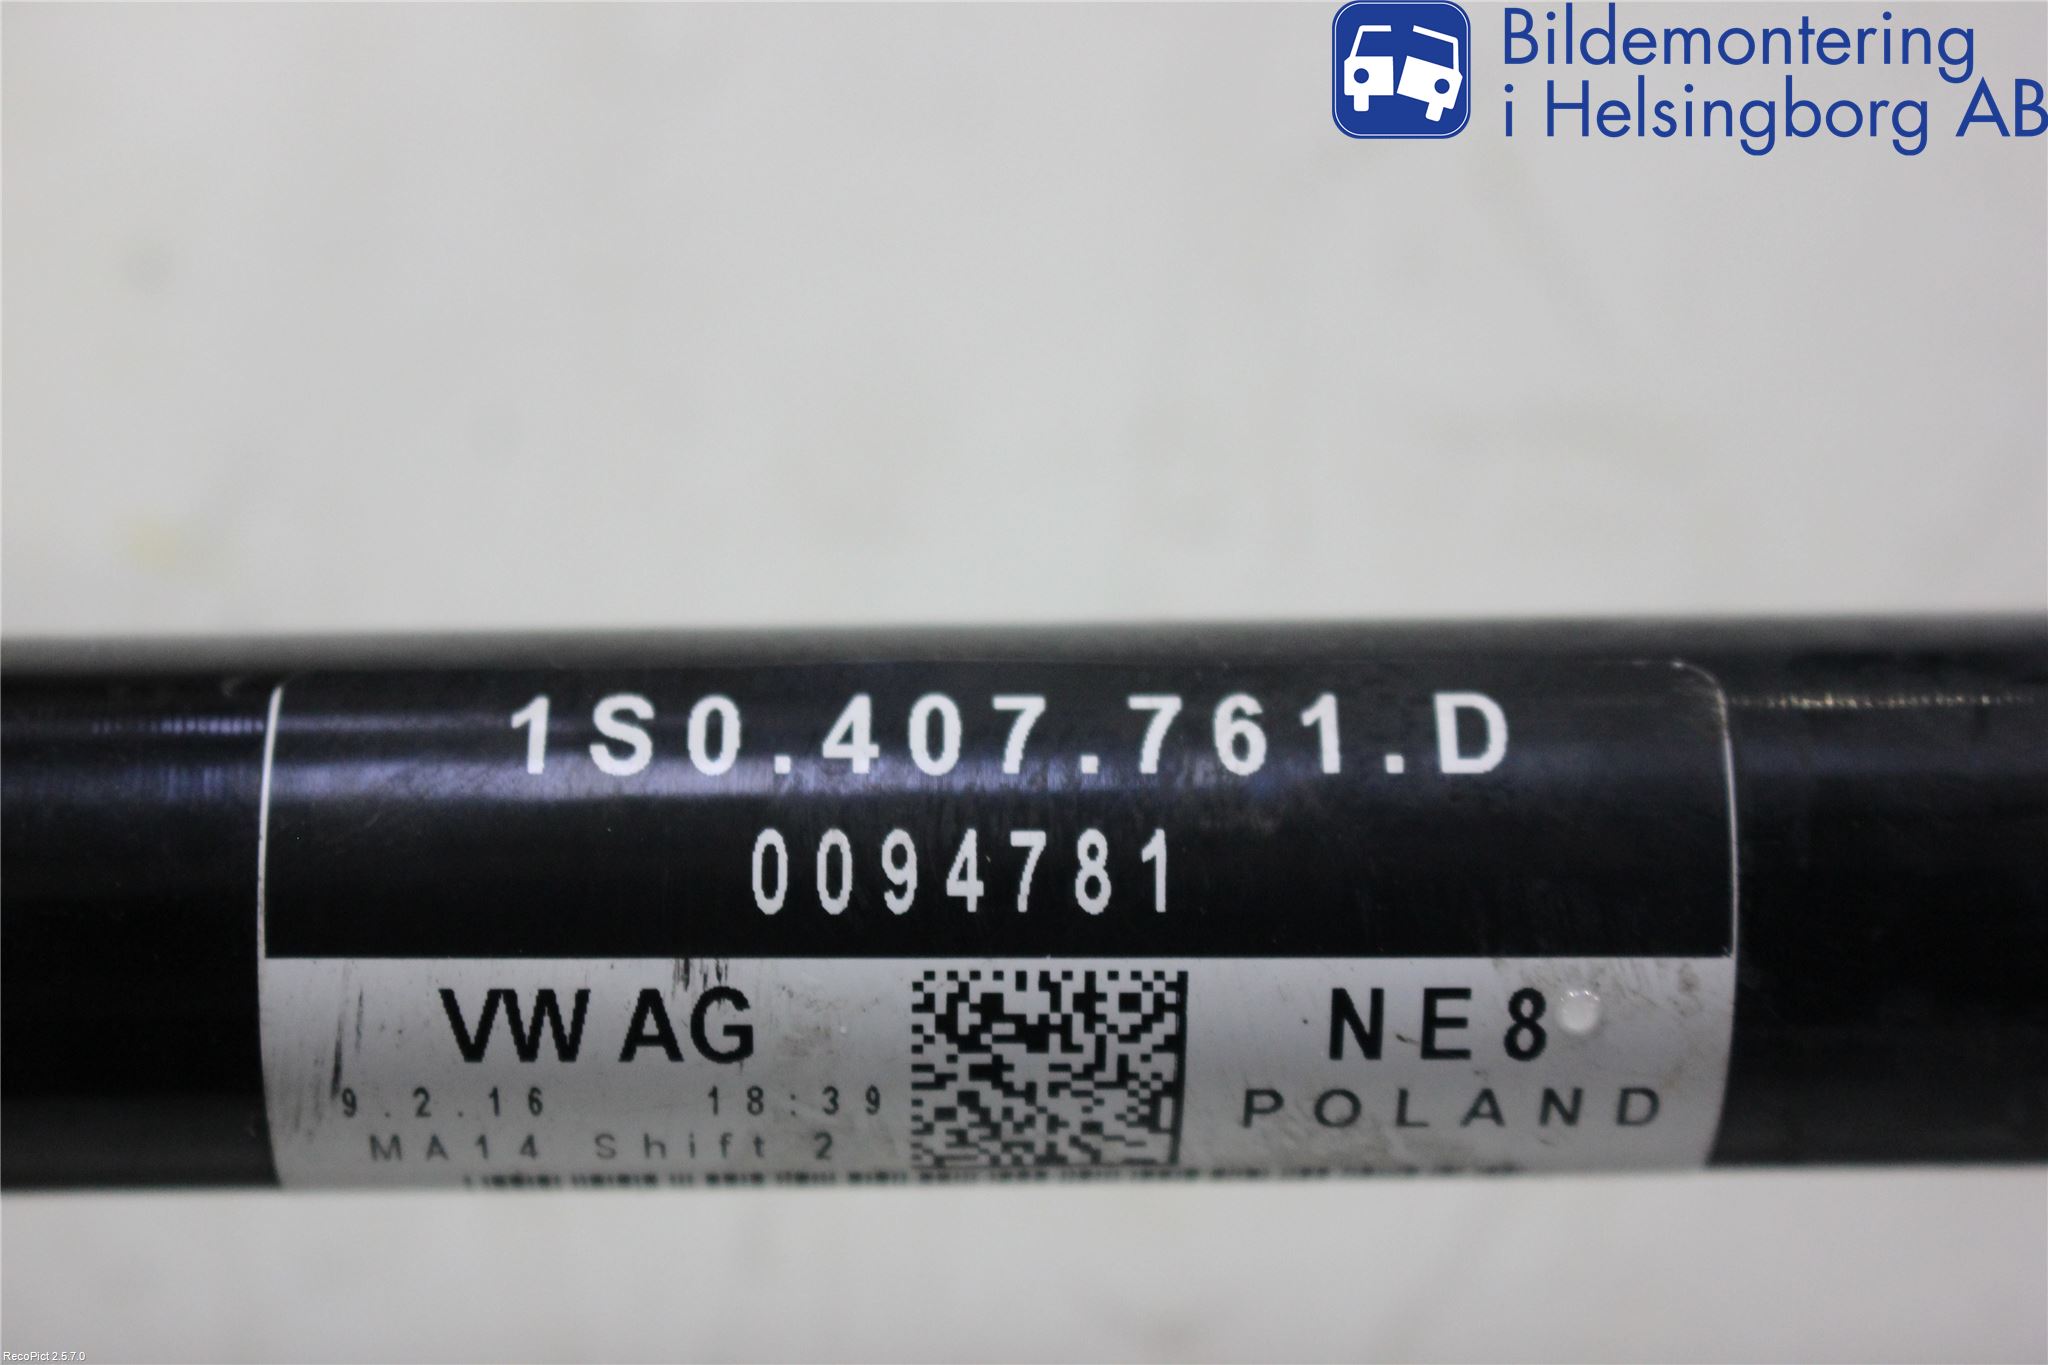 Bildemontering
i Helsingborg AB
1S0.407.761.D
0094781
VW AG
NE8
9.2.16 18:39
POLAND
MA14 Shift 2
RecoPict 2.5.7.0